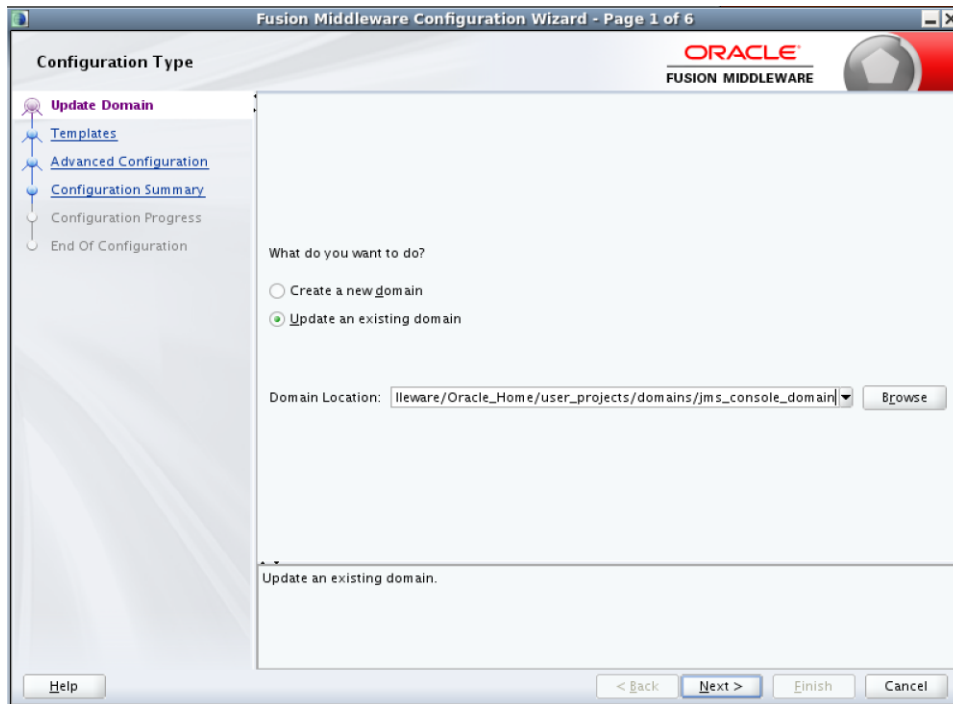 Fusion Middleware Configuration Wizard - Page 1 of 6
Configuration Type
ORACLE
FUSION MIDDLEWARE
Update Domain
Templates
Advanced Configuration
Configuration Summary
Configuration Progress
End Of Configuration
What do you want to do?
Create a new domain
Update an existing domain
Domain Location: lleware/Oracle_Home/user_projects/domains/jms_console_domain Browse
Update an existing domain.
Help < Back Next > Finish Cancel